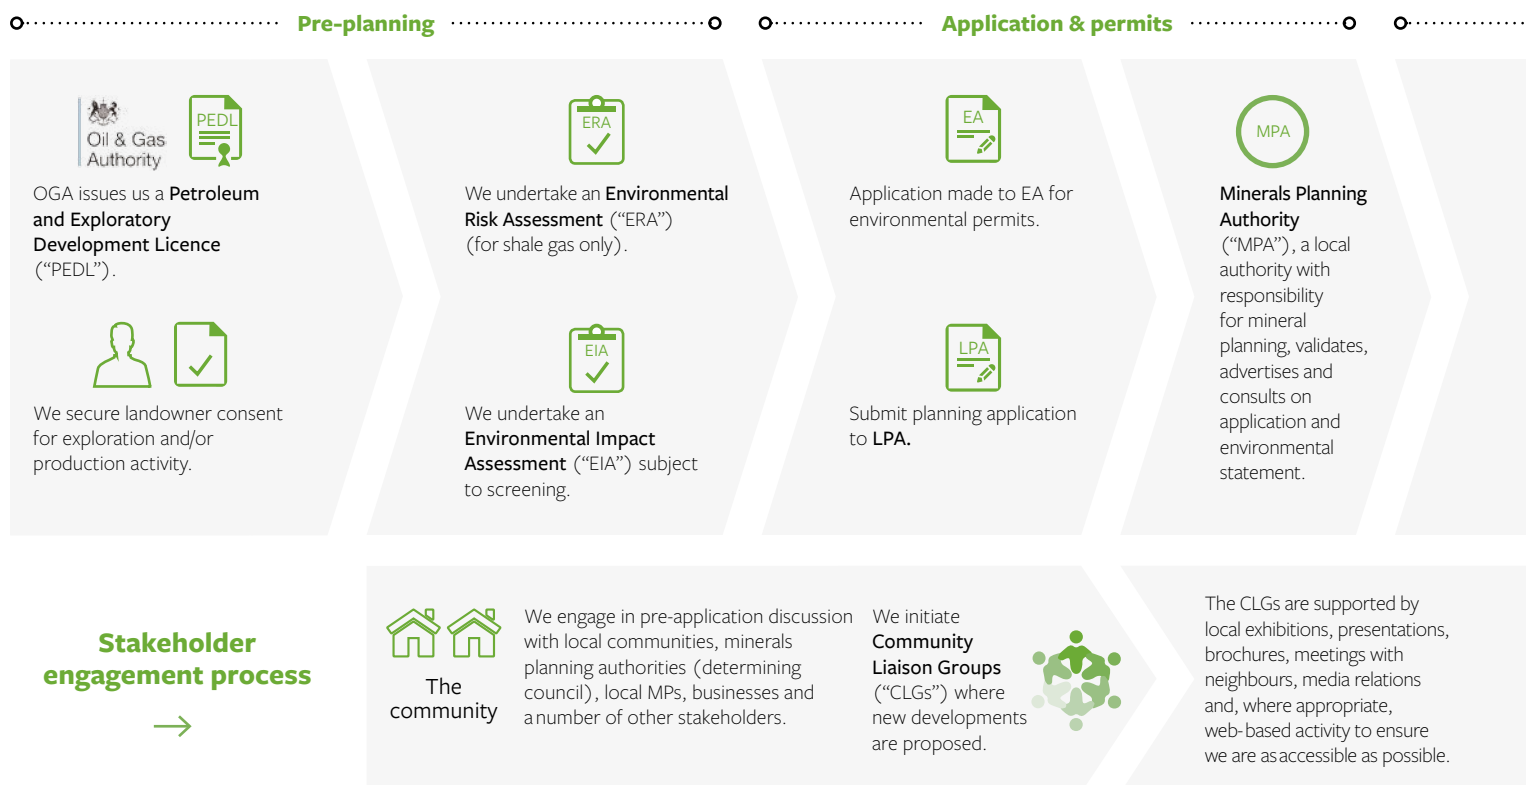 Pre-planning
Application & permits
Oil & Gas
Authority
PEDL
OGA issues us a Petroleum
and Exploratory
Development Licence
(“PEDL”).
We secure landowner consent
for exploration and/or
production activity.
ERA
We undertake an Environmental
Risk Assessment (“ERA”)
(for shale gas only).
EIA
We undertake an
Environmental Impact
Assessment (“EIA”) subject
to screening.
EA
Application made to EA for
environmental permits.
LPA
Submit planning application
to LPA.
MPA
Minerals Planning
Authority
(“MPA”), a local
authority with
responsibility
for mineral
planning, validates,
advertises and
consults on
application and
environmental
statement.
Stakeholder
engagement process
The
community
We engage in pre-application discussion
with local communities, minerals
planning authorities (determining
council), local MPs, businesses and
a number of other stakeholders.
We initiate
Community
Liaison Groups
(“CLGs”) where
new developments
are proposed.
The CLGs are supported by
local exhibitions, presentations,
brochures, meetings with
neighbours, media relations
and, where appropriate,
web-based activity to ensure
we are as accessible as possible.